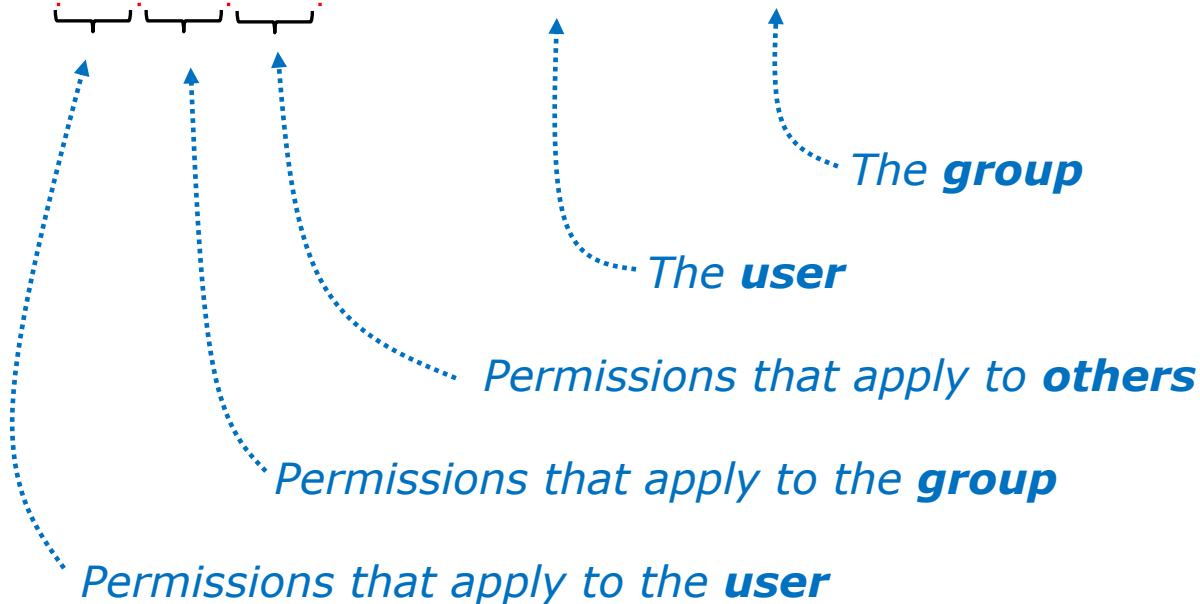 The group
The user
Permissions that apply to others
Permissions that apply to the group
Permissions that apply to the user